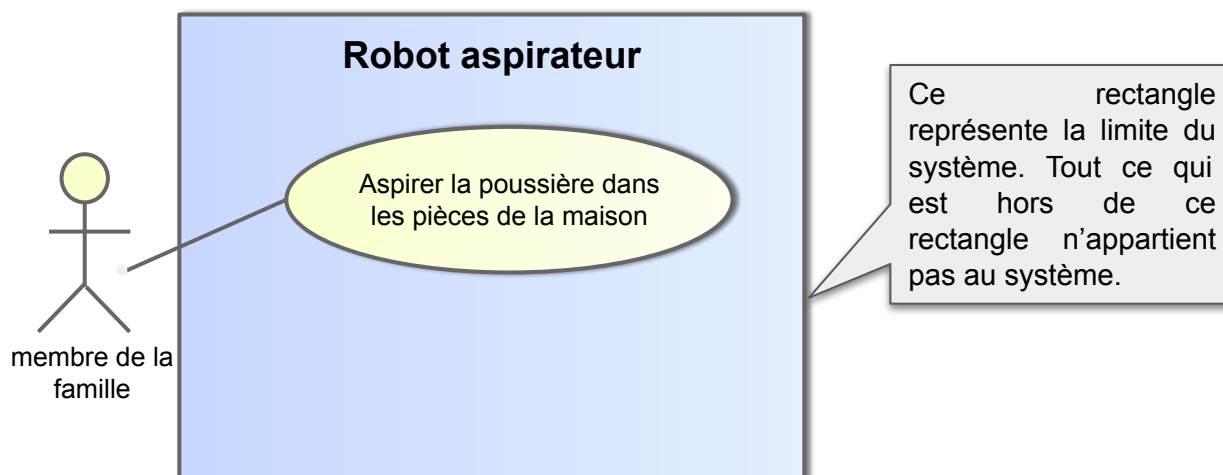 Robot aspirateur
Aspirer la poussière dans
les pièces de la maison
membre de la
famille
Ce rectangle
représente la limite du
système. Tout ce qui
est hors de ce
rectangle n’appartient
pas au système.